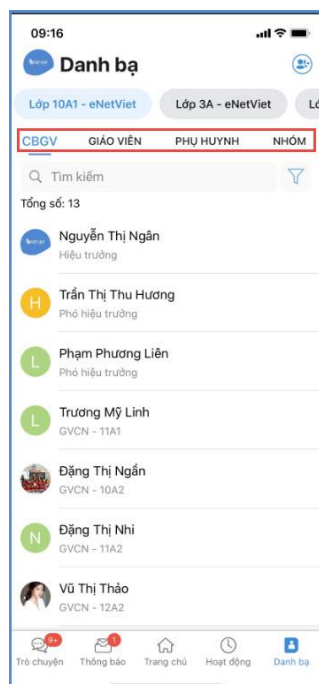 09:16
Danh bạ
Lớp 10A1 - eNetViet
Lớp 3A - eNetViet
CBGV
GIÁO VIÊN
PHỤ HUYNH
NHÓM
Tìm kiếm
Tổng số: 13
Nguyễn Thị Ngân
Hiệu trưởng
H
Trần Thị Thu Hương
Phó hiệu trưởng
L
Phạm Phương Liên
Phó hiệu trưởng
L
Trương Mỹ Linh
GVCN - 11A1
Đặng Thị Ngần
GVCN - 10A2
N
Đặng Thị Nhi
GVCN - 11A2
Vũ Thị Thảo
GVCN - 12A2
9+
1
Trò chuyện
Thông báo
Trang chủ
Hoạt động
Danh bạ